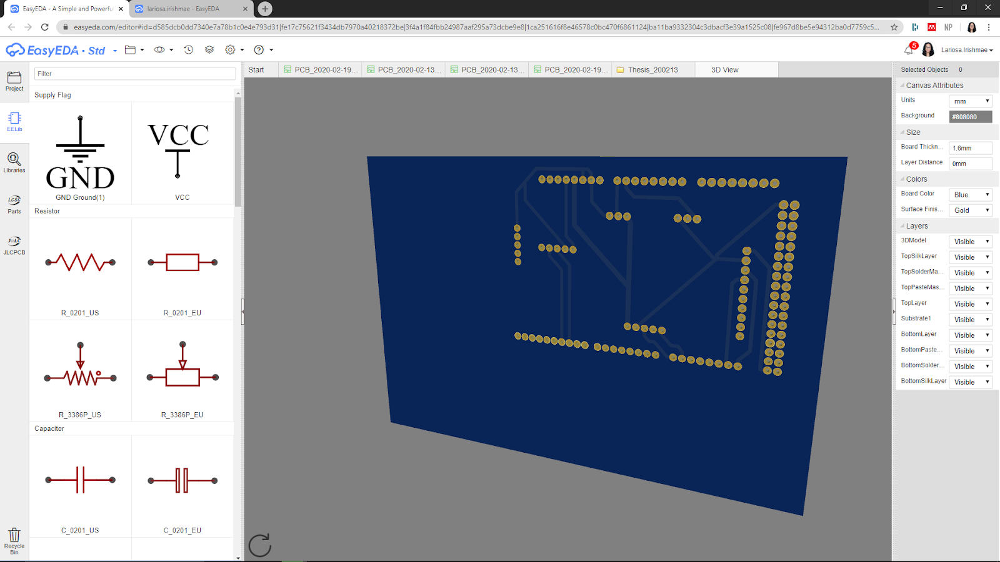 EasyEDA - A Simple and Powerfu
lariosa.irishmae - EasyEDA
easyeda.com/editor#id=d585dcb0dd7340e7a78b1c0e4e793d31|fe17c75621f3434db7970a40218372be|3f4a1f84fbb24987aaf295a73dcbe9e8|1ca251616f8e46578c0bc470f6861124|ba11ba9332304c3dbacf3e39a1525c08|fe967d8be5e94312ba0d7759c5...
NP
EasyEDA · Std
5
Lariosa.Irishmae
Start
PCB_2020-02-19...
PCB_2020-02-13...
PCB_2020-02-13...
PCB_2020-02-19...
Thesis_200213
3D View
Project
EELib
Libraries
LCSC
Parts
JLCPCB
Recycle
Bin
Filter
Supply Flag
GND
GND Ground(1)
VCC
VCC
Resistor
R_0201_US
R_0201_EU
R_3386P_US
R_3386P_EU
Capacitor
C_0201_US
C_0201_EU
Selected Objects 0
Canvas Attributes
Units mm
Background #808080
Size
Board Thickn... 1.6mm
Layer Distance 0mm
Colors
Board Color Blue
Surface Finis... Gold
Layers
3DModel Visible
TopSilkLayer Visible
TopSolderMa... Visible
TopPasteMas... Visible
TopLayer Visible
Substrate1 Visible
BottomLayer Visible
BottomPaste... Visible
BottomSolder... Visible
BottomSilkLayer Visible